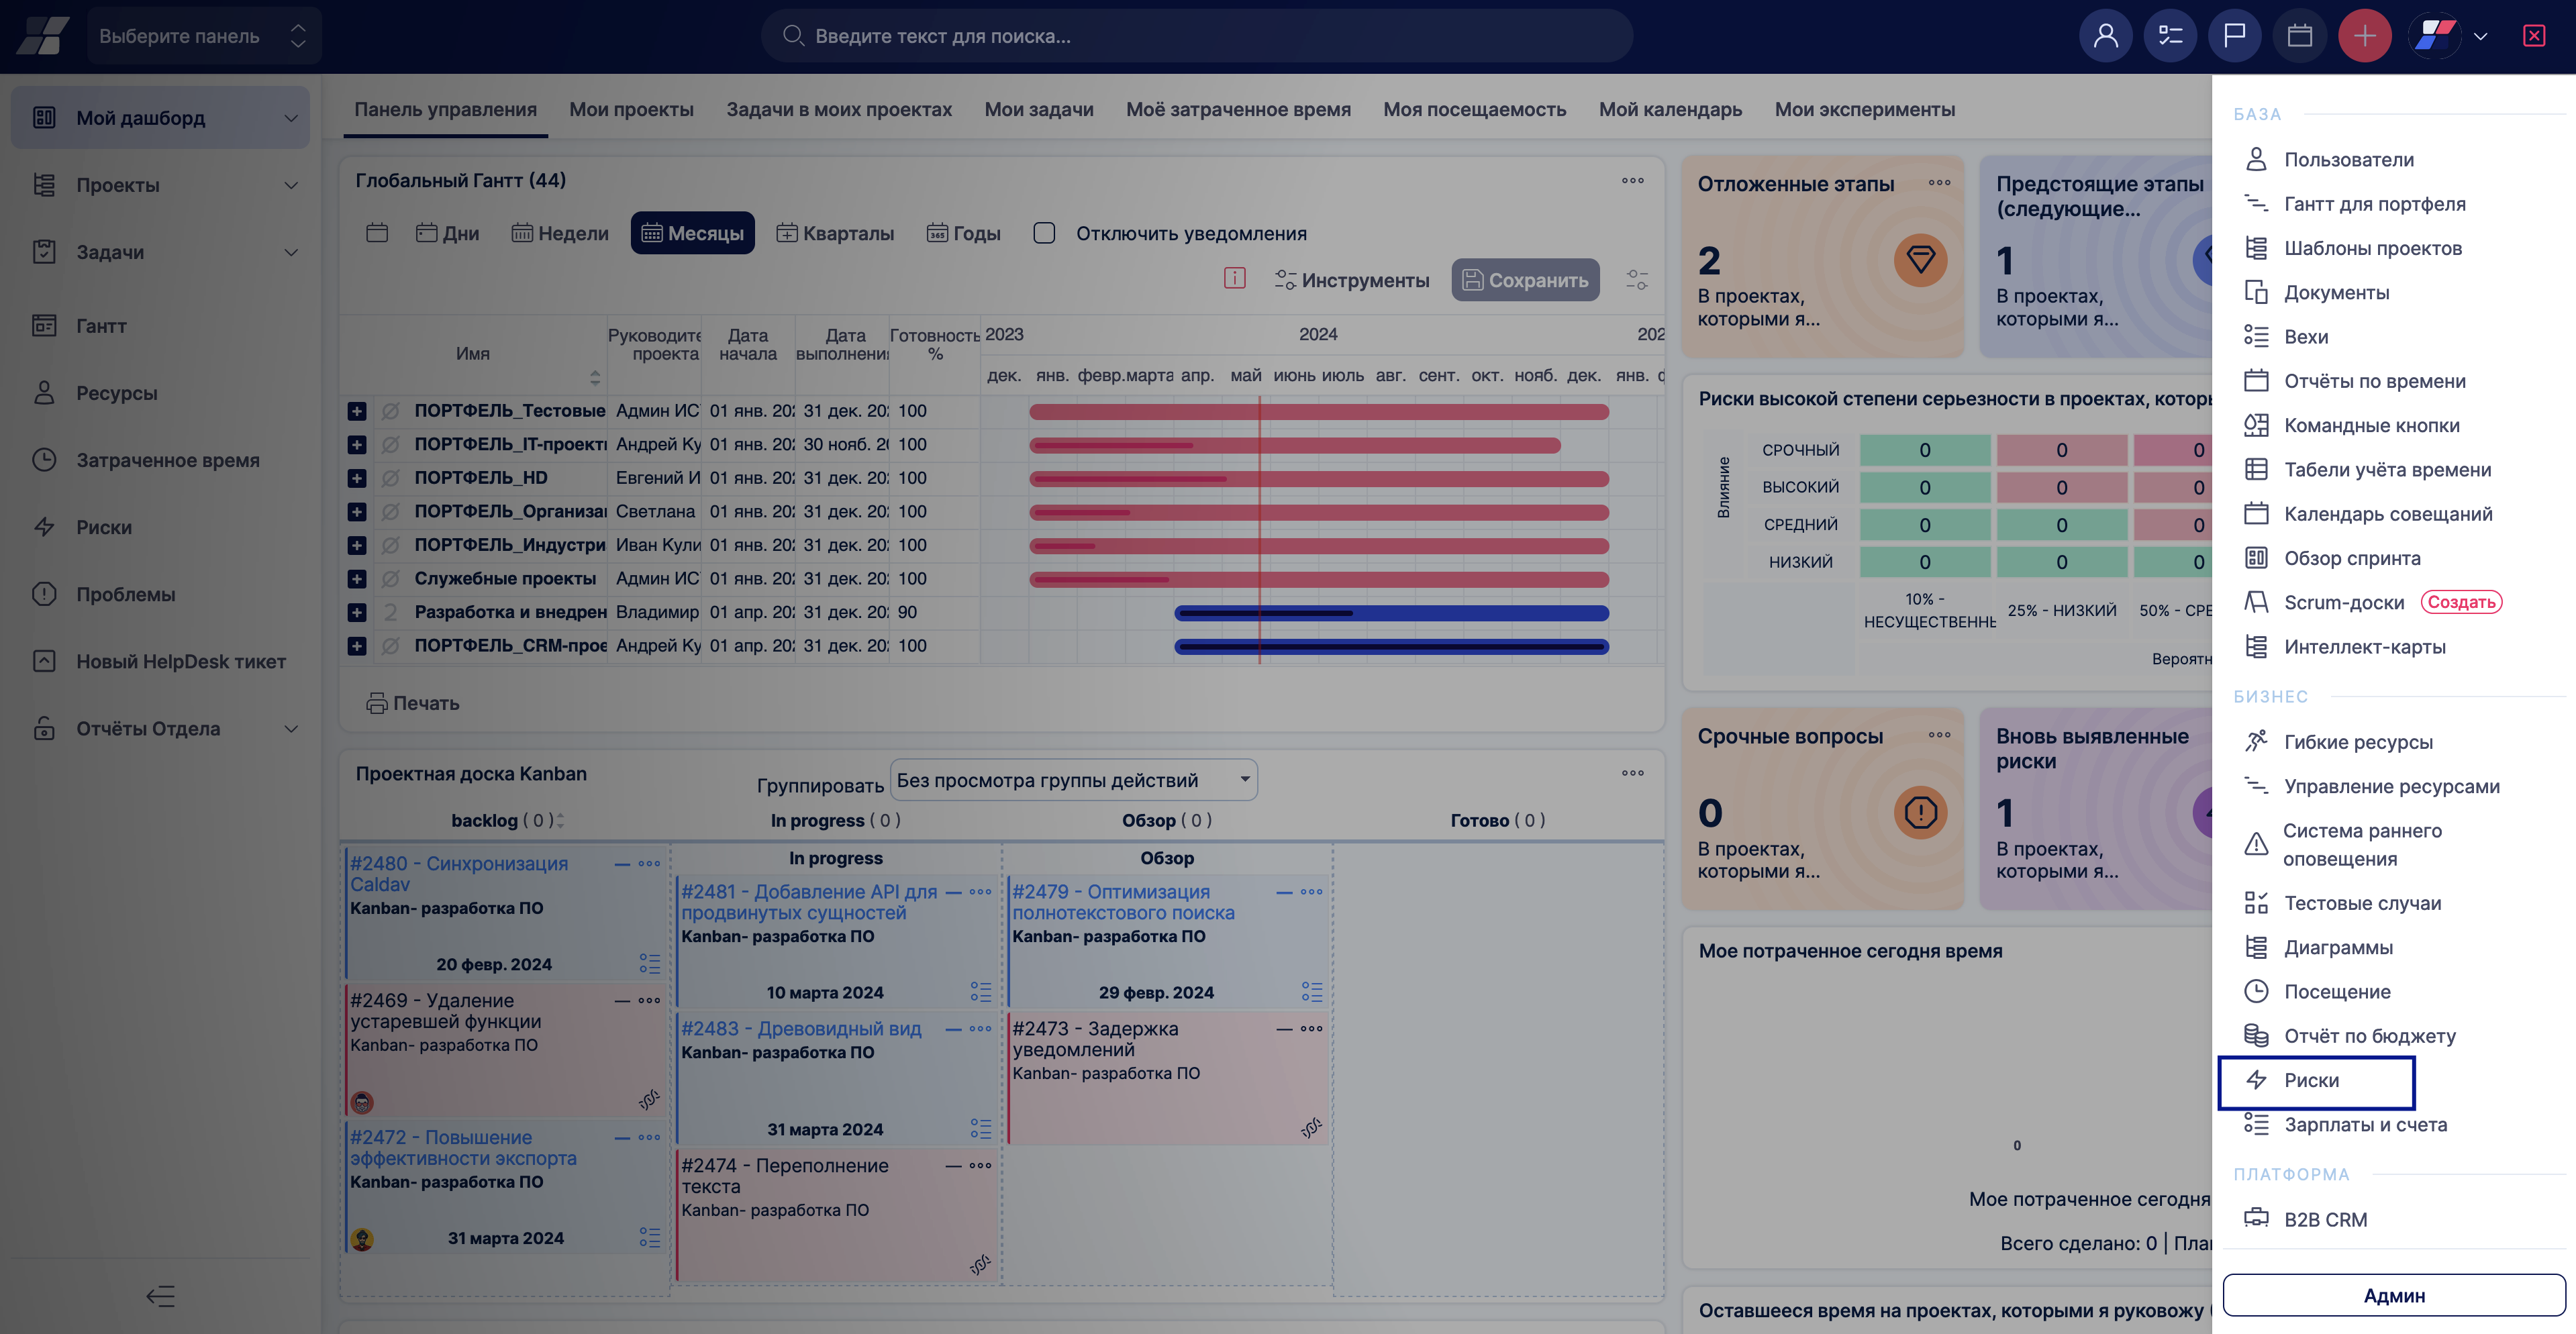 Выберите панель
Введите текст для поиска...
Мой дашборд
Проекты
Задачи
Гантт
Ресурсы
Затраченное время
Риски
Проблемы
Новый HelpDesk тикет
Отчёты Отдела
Панель управления Мои проекты Задачи в моих проектах Мои задачи Моё затраченное время Моя посещаемость Мой календарь Мои эксперименты
Глобальный Гантт (44)
Дни Недели Месяцы Кварталы Годы Отключить уведомления
Инструменты Сохранить
Имя
Руководите
проекта
Дата
начала
Дата
выполнени
Готовность
%
2023 2024 202
дек. янв. февр. марта апр. май июнь июль авг. сент. окт. нояб. дек. янв.
ПОРТФЕЛЬ_Тестовые Админ ИС 01 янв. 20 31 дек. 20 100
ПОРТФЕЛЬ_IT-проект Андрей Ку 01 янв. 20 30 нояб. 2 100
ПОРТФЕЛЬ_HD Евгений И 01 янв. 20 31 дек. 20 100
ПОРТФЕЛЬ_Организа Светлана 01 янв. 20 31 дек. 20 100
ПОРТФЕЛЬ_Индустри Иван Кули 01 янв. 20 31 дек. 20 100
Служебные проекты Админ ИС 01 янв. 20 31 дек. 20 100
2 Разработка и внедрен Владимир 01 апр. 20 31 дек. 20 90
ПОРТФЕЛЬ_CRM-прое Андрей Ку 01 апр. 20 31 дек. 20 100
Печать
Проектная доска Kanban
Группировать Без просмотра группы действий
backlog ( 0 ) In progress ( 0 ) Обзор ( 0 ) Готово ( 0 )
#2480 - Синхронизация
Caldav
Kanban- разработка ПО
20 февр. 2024
#2469 - Удаление
устаревшей функции
Kanban- разработка ПО
#2472 - Повышение
эффективности экспорта
Kanban- разработка ПО
31 марта 2024
In progress
#2481 - Добавление API для
продвинутых сущностей
Kanban- разработка ПО
10 марта 2024
#2483 - Древовидный вид
Kanban- разработка ПО
31 марта 2024
#2474 - Переполнение
текста
Kanban- разработка ПО
Обзор
#2479 - Оптимизация
полнотекстового поиска
Kanban- разработка ПО
29 февр. 2024
#2473 - Задержка
уведомлений
Kanban- разработка ПО
Отложенные этапы
2
В проектах,
которыми я...
Предстоящие этапы
(следующие...
1
В проектах,
которыми я...
Риски высокой степени серьезности в проектах, котор
Влияние
СРОЧНЫЙ 0 0 0
ВЫСОКИЙ 0 0 0
СРЕДНИЙ 0 0 0
НИЗКИЙ 0 0 0
10% -
НЕСУЩЕСТВЕНН
25% - НИЗКИЙ
50% - СРЕ
Вероятн
Срочные вопросы
0
В проектах,
которыми я...
Вновь выявленные
риски
1
В проектах,
которыми я...
Мое потраченное сегодня время
0
Мое потраченное сегодня
Всего сделано: 0 | Пла
Оставшееся время на проектах, которыми я руковожу (
БАЗА
Пользователи
Гантт для портфеля
Шаблоны проектов
Документы
Вехи
Отчёты по времени
Командные кнопки
Табели учёта времени
Календарь совещаний
Обзор спринта
Scrum-доски Создать
Интеллект-карты
БИЗНЕС
Гибкие ресурсы
Управление ресурсами
Система раннего
оповещения
Тестовые случаи
Диаграммы
Посещение
Отчёт по бюджету
Риски
Зарплаты и счета
ПЛАТФОРМА
B2B CRM
Админ